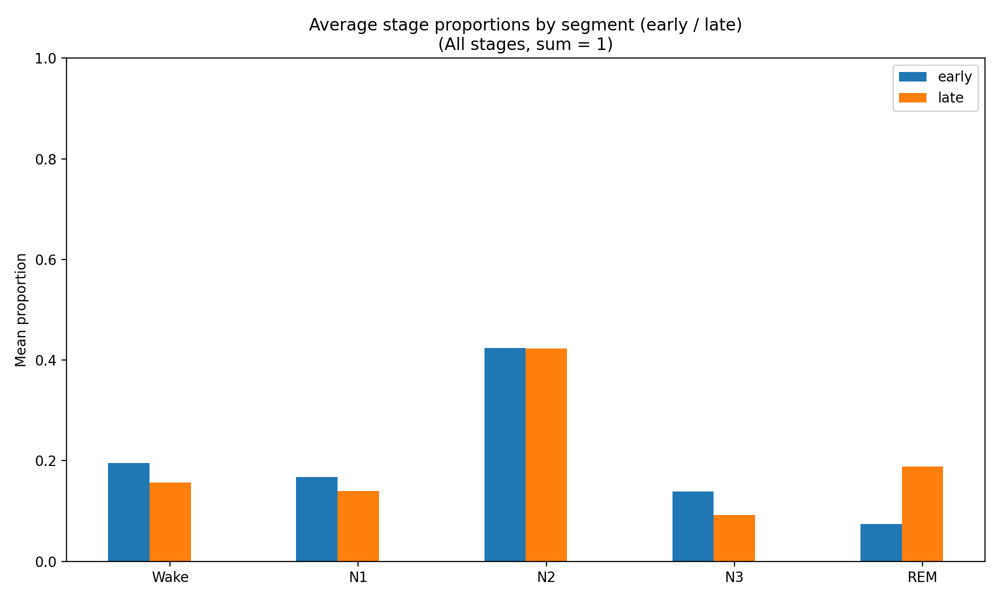 Average stage proportions by segment (early / late)
(All stages, sum = 1)
early
late
1.0
0.8
0.6
0.4
0.2
0.0
Mean proportion
Wake
N1
N2
N3
REM